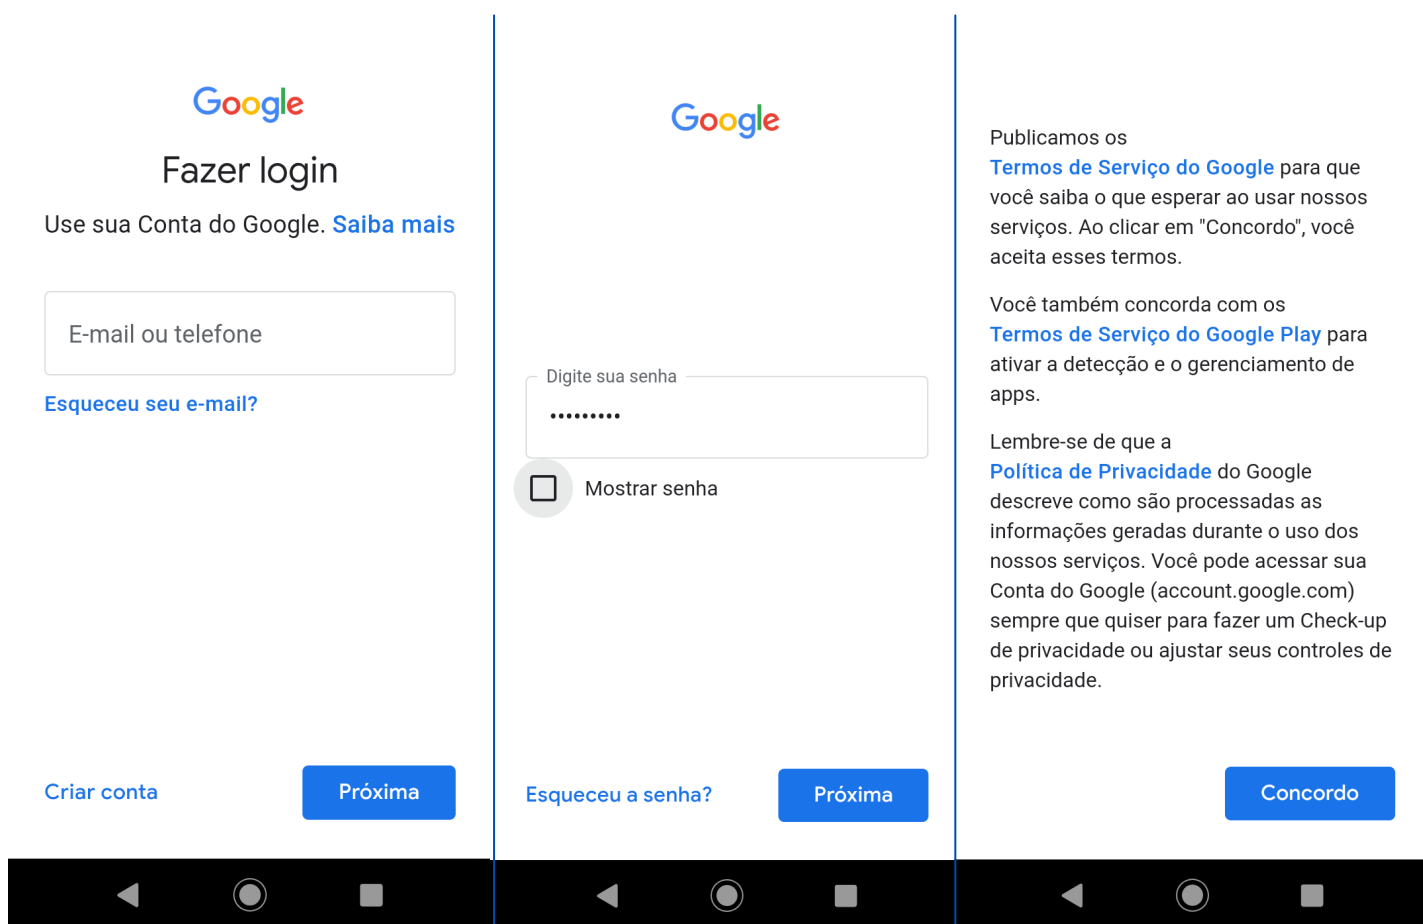 Google
Fazer login
Use sua Conta do Google. Saiba mais
E-mail ou telefone
Esqueceu seu e-mail?
Criar conta
Próxima
Google
Digite sua senha
•••••••••
Mostrar senha
Esqueceu a senha?
Próxima
Publicamos os
Termos de Serviço do Google para que
você saiba o que esperar ao usar nossos
serviços. Ao clicar em "Concordo", você
aceita esses termos.
Você também concorda com os
Termos de Serviço do Google Play para
ativar a detecção e o gerenciamento de
apps.
Lembre-se de que a
Política de Privacidade do Google
descreve como são processadas as
informações geradas durante o uso dos
nossos serviços. Você pode acessar sua
Conta do Google (account.google.com)
sempre que quiser para fazer um Check-up
de privacidade ou ajustar seus controles de
privacidade.
Concordo